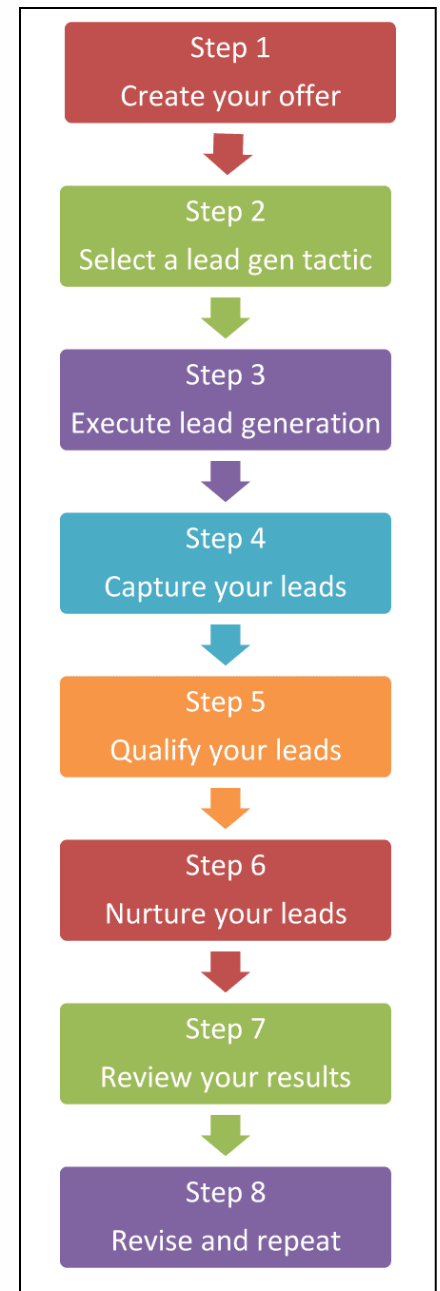 Step 1
Create your offer
Step 2
Select a lead gen tactic
Step 3
Execute lead generation
Step 4
Capture your leads
Step 5
Qualify your leads
Step 6
Nurture your leads
Step 7
Review your results
Step 8
Revise and repeat